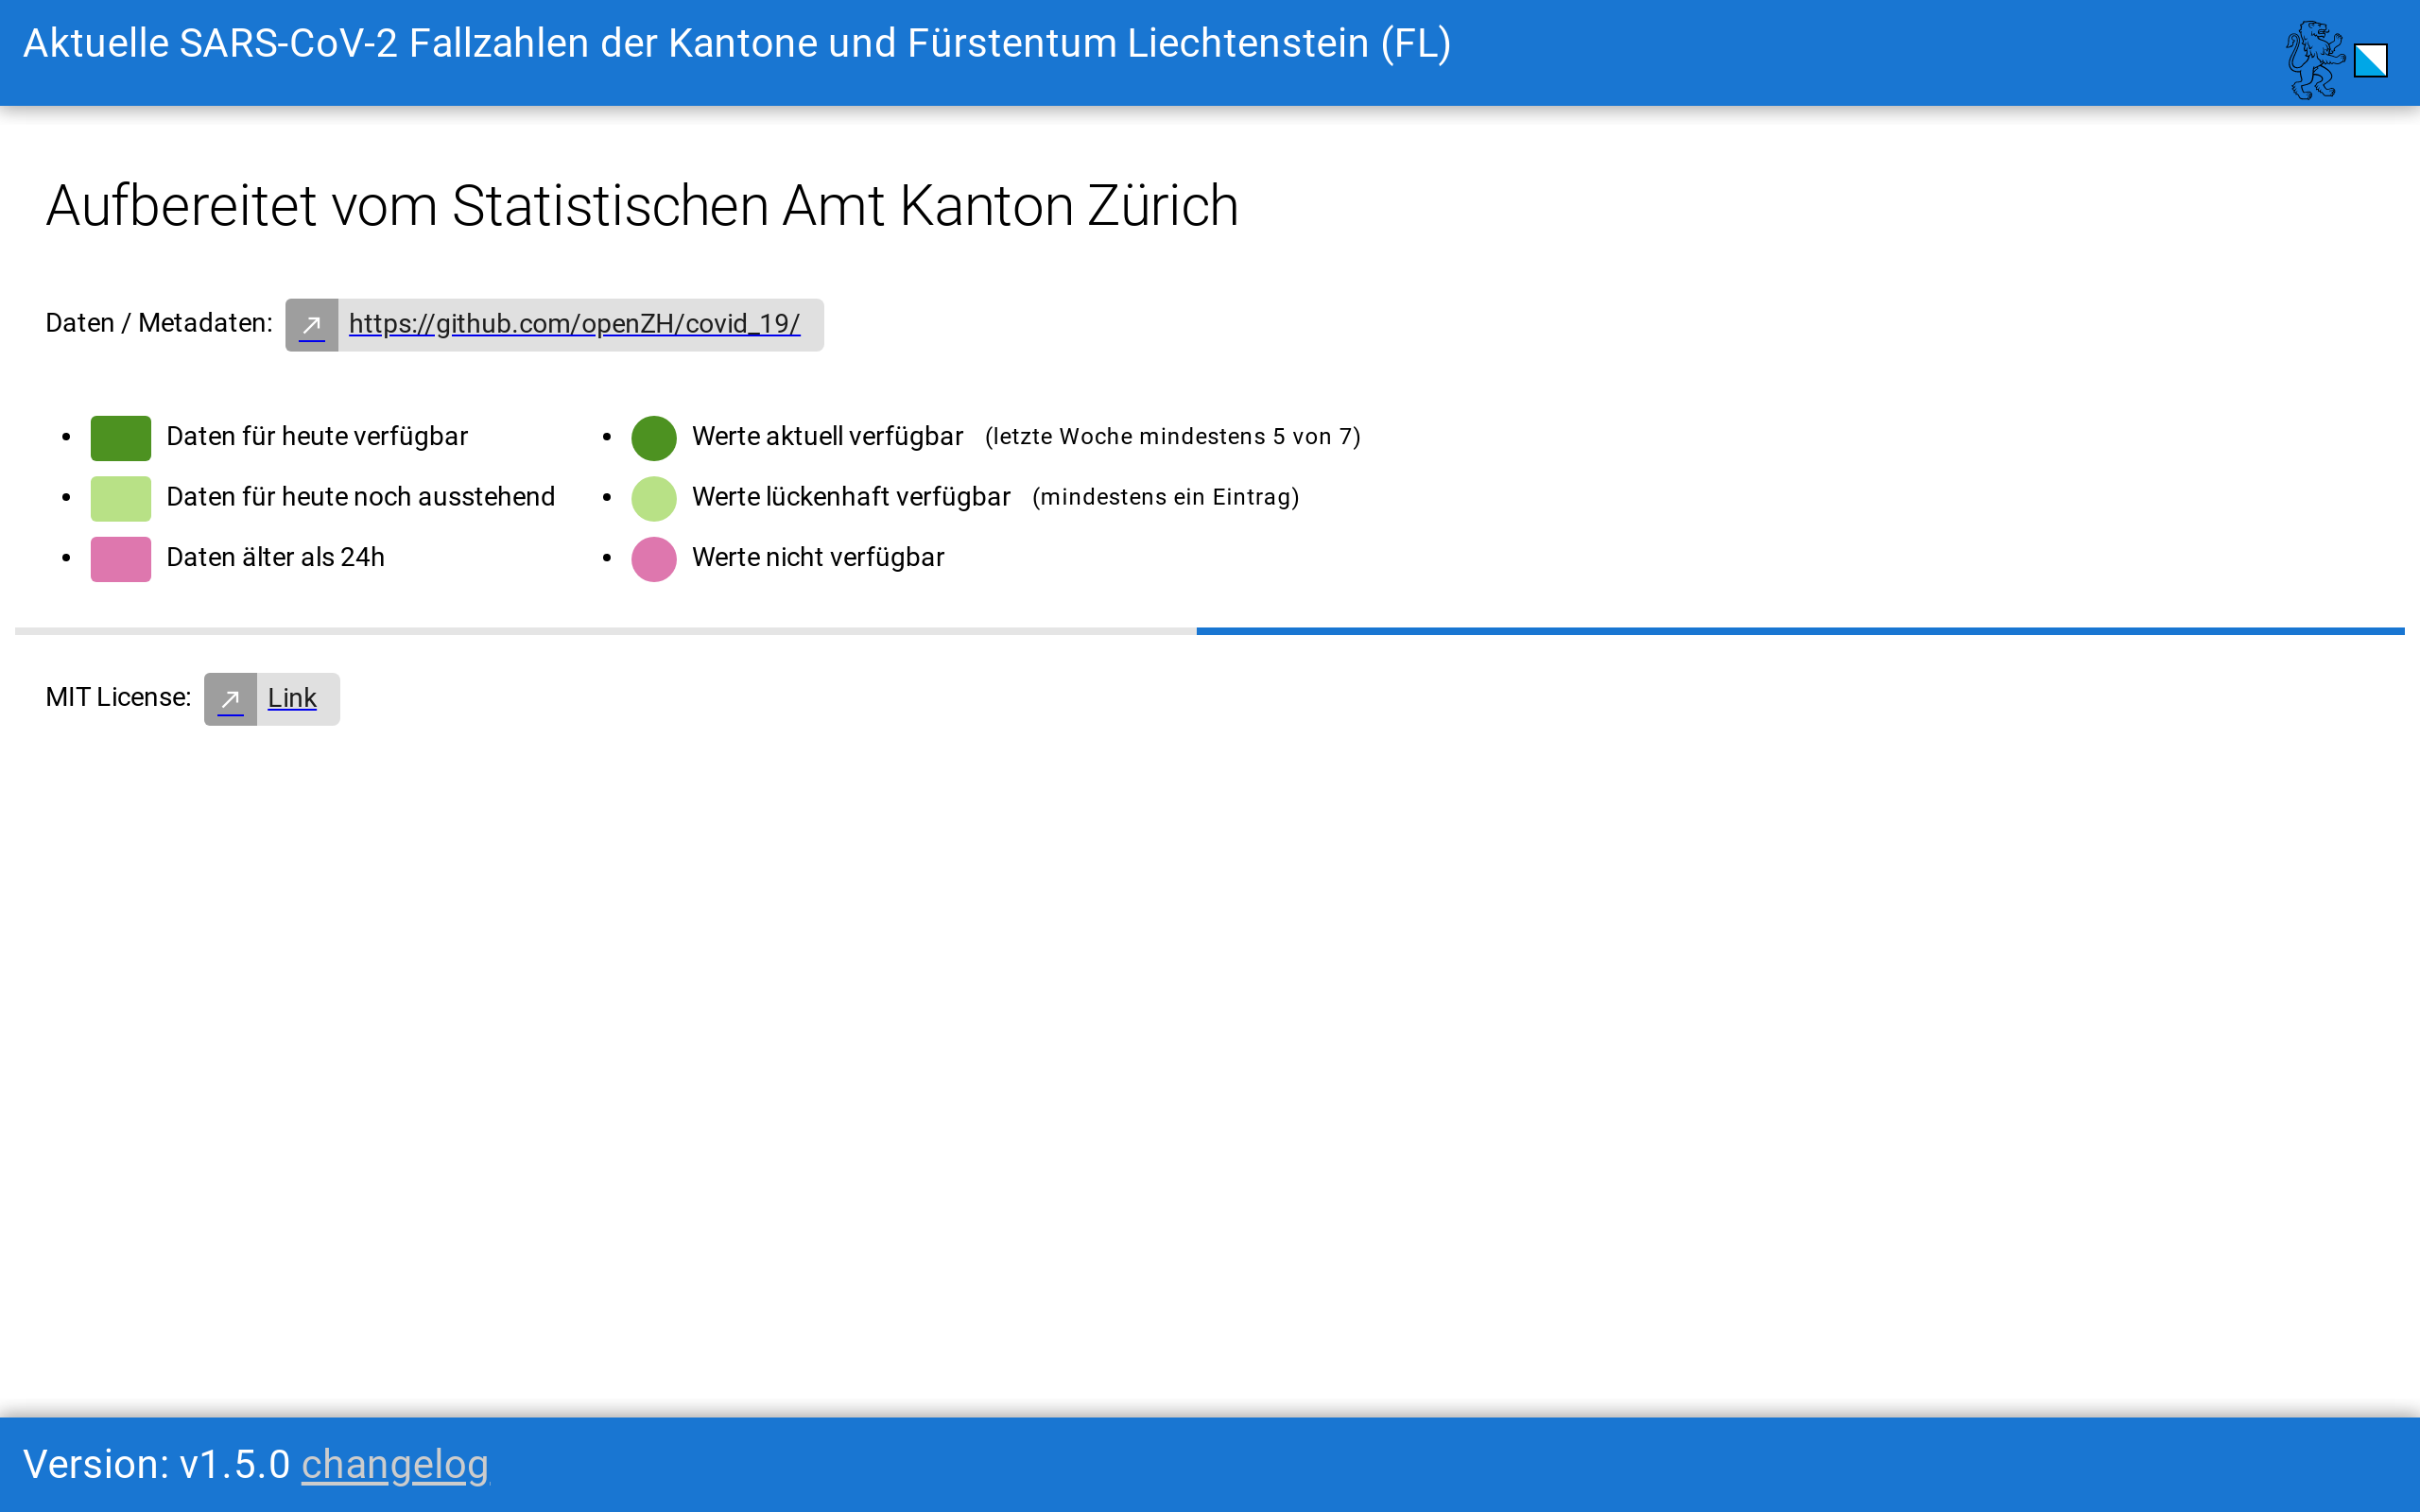 Aktuelle SARS-CoV-2 Fallzahlen der Kantone und Fürstentum Liechtenstein (FL)
Aufbereitet vom Statistischen Amt Kanton Zürich
Daten / Metadaten: https://github.com/openZH/covid_19/
Daten für heute verfügbar
Daten für heute noch ausstehend
Daten älter als 24h
Werte aktuell verfügbar (letzte Woche mindestens 5 von 7)
Werte lückenhaft verfügbar (mindestens ein Eintrag)
Werte nicht verfügbar
MIT License: Link
Version: v1.5.0 changelog